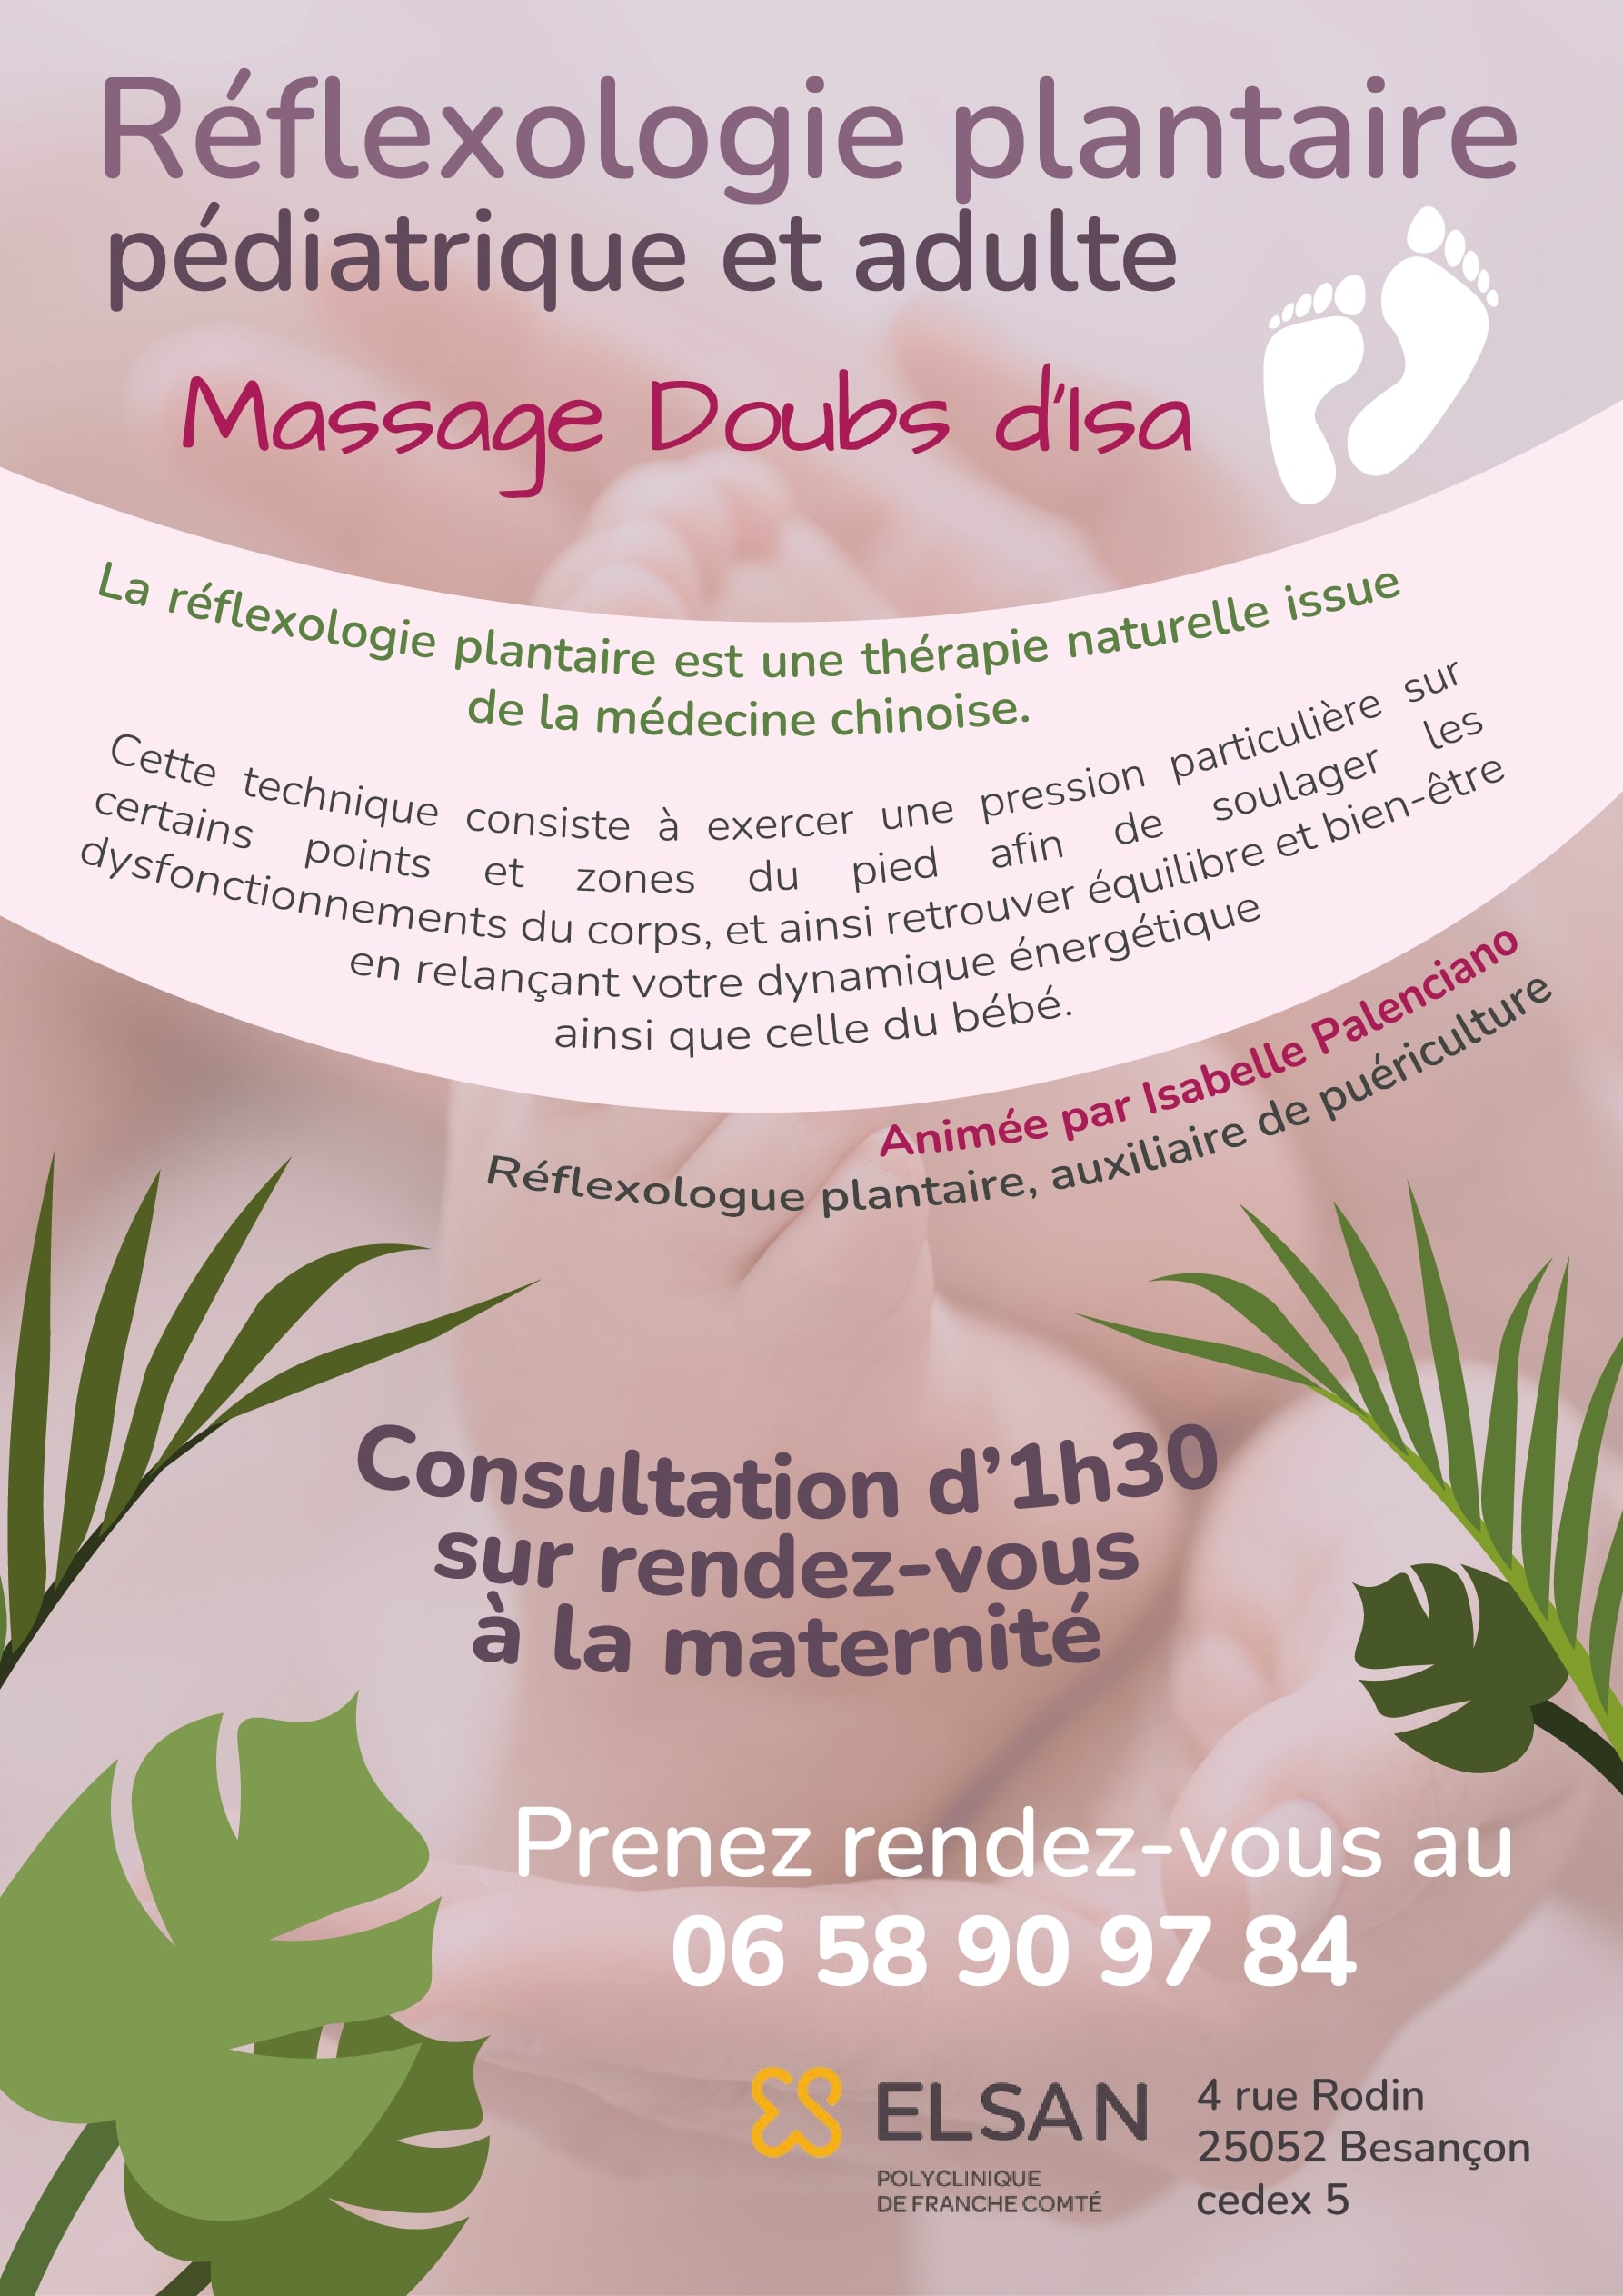 Réflexologie plantaire
pédiatrique et adulte
Massage Doubs d'Isa
La réflexologie plantaire est une thérapie naturelle issue
de la médecine chinoise.
Cette technique consiste à exercer une pression particulière sur
certains points et zones du pied afin de soulager les
dysfonctionnements du corps, et ainsi retrouver équilibre et bien-être
en relançant votre dynamique énergétique
ainsi que celle du bébé.
Animée par Isabelle Palenciano
Réflexologue plantaire, auxiliaire de puériculture
Consultation d'1h30
sur rendez-vous
à la maternité
Prenez rendez-vous au
06 58 90 97 84
ELSAN
POLYCLINIQUE
DE FRANCHE COMTÉ
4 rue Rodin
25052 Besançon
cedex 5